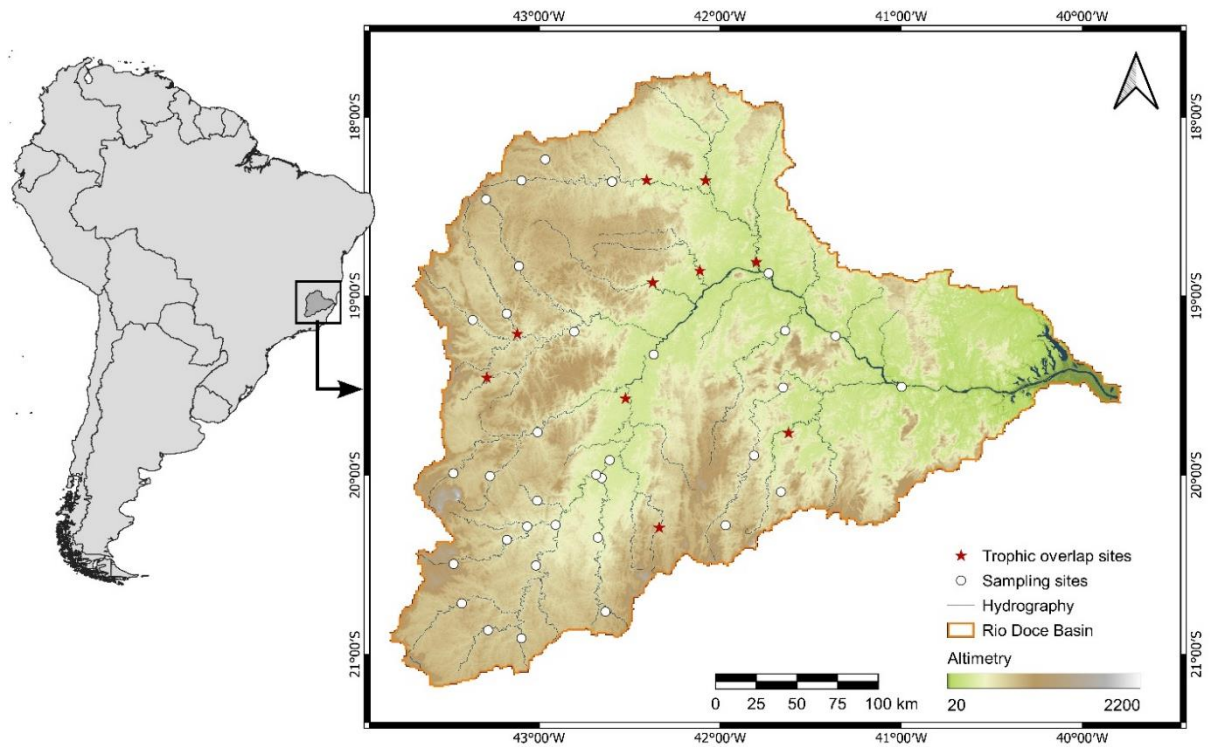 43°00'W 42°00'W 41°00'W 40°00'W
18°00'S 18°00'S
19°00'S 19°00'S
20°00'S 20°00'S
21°00'S 21°00'S
Trophic overlap sites
Sampling sites
Hydrography
Rio Doce Basin
Altimetry
20 2200
0 25 50 75 100 km
43°00'W 42°00'W 41°00'W 40°00'W